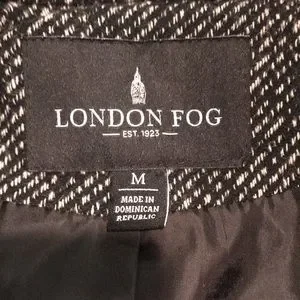 LONDON FOG
EST. 1923
M
MADE IN
DOMINICAN
REPUBLIC